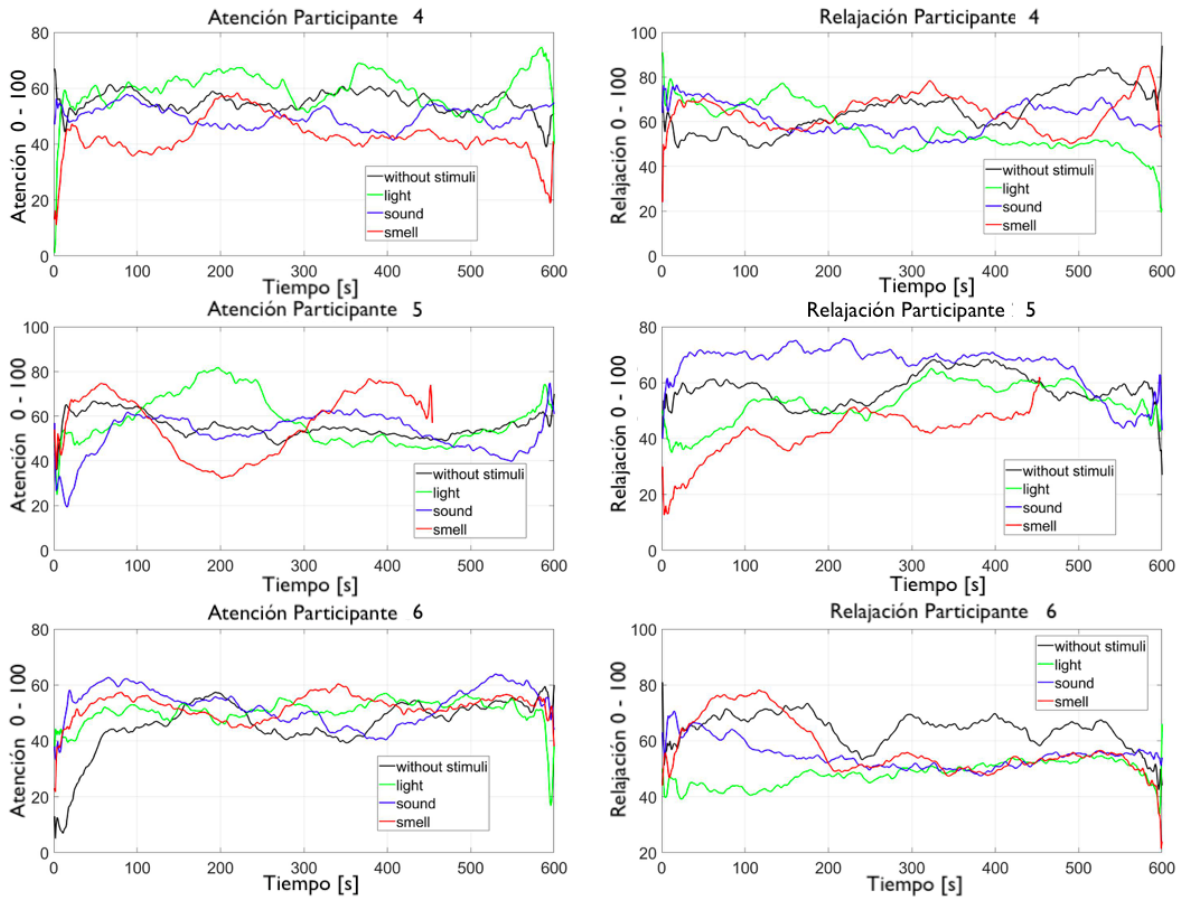 Atención Participante 4
Atención 0 - 100
80
60
40
20
0
without stimuli
light
sound
smell
0 100 200 300 400 500 600
Tiempo [s]
Relajación Participante 4
Relajación 0 - 100
100
80
60
40
20
0
without stimuli
light
sound
smell
0 100 200 300 400 500 600
Tiempo [s]
Atención Participante 5
Atención 0 - 100
100
80
60
40
20
0
without stimuli
light
sound
smell
0 100 200 300 400 500 600
Tiempo [s]
Relajación Participante 5
Relajación 0 - 100
80
60
40
20
0
without stimuli
light
sound
smell
0 100 200 300 400 500 600
Tiempo [s]
Atención Participante 6
Atención 0 - 100
80
60
40
20
0
without stimuli
light
sound
smell
0 100 200 300 400 500 600
Tiempo [s]
Relajación Participante 6
Relajación 0 - 100
100
80
60
40
20
without stimuli
light
sound
smell
0 100 200 300 400 500 600
Tiempo [s]